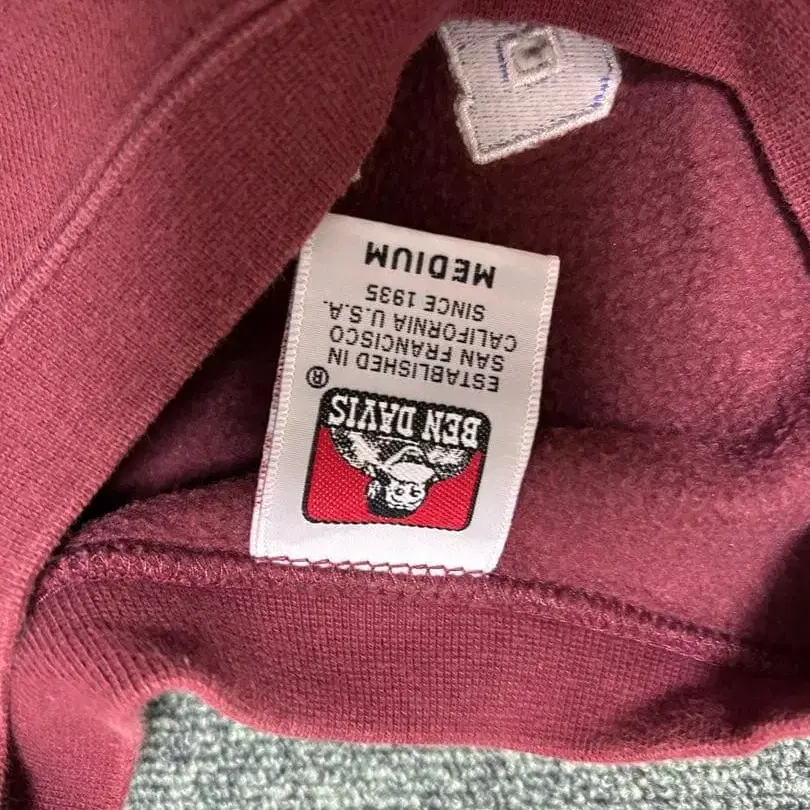 BEN DAVIS
®
ESTABLISHED IN
SAN FRANCISCO
CALIFORNIA U.S.A.
SINCE 1935
MEDIUM